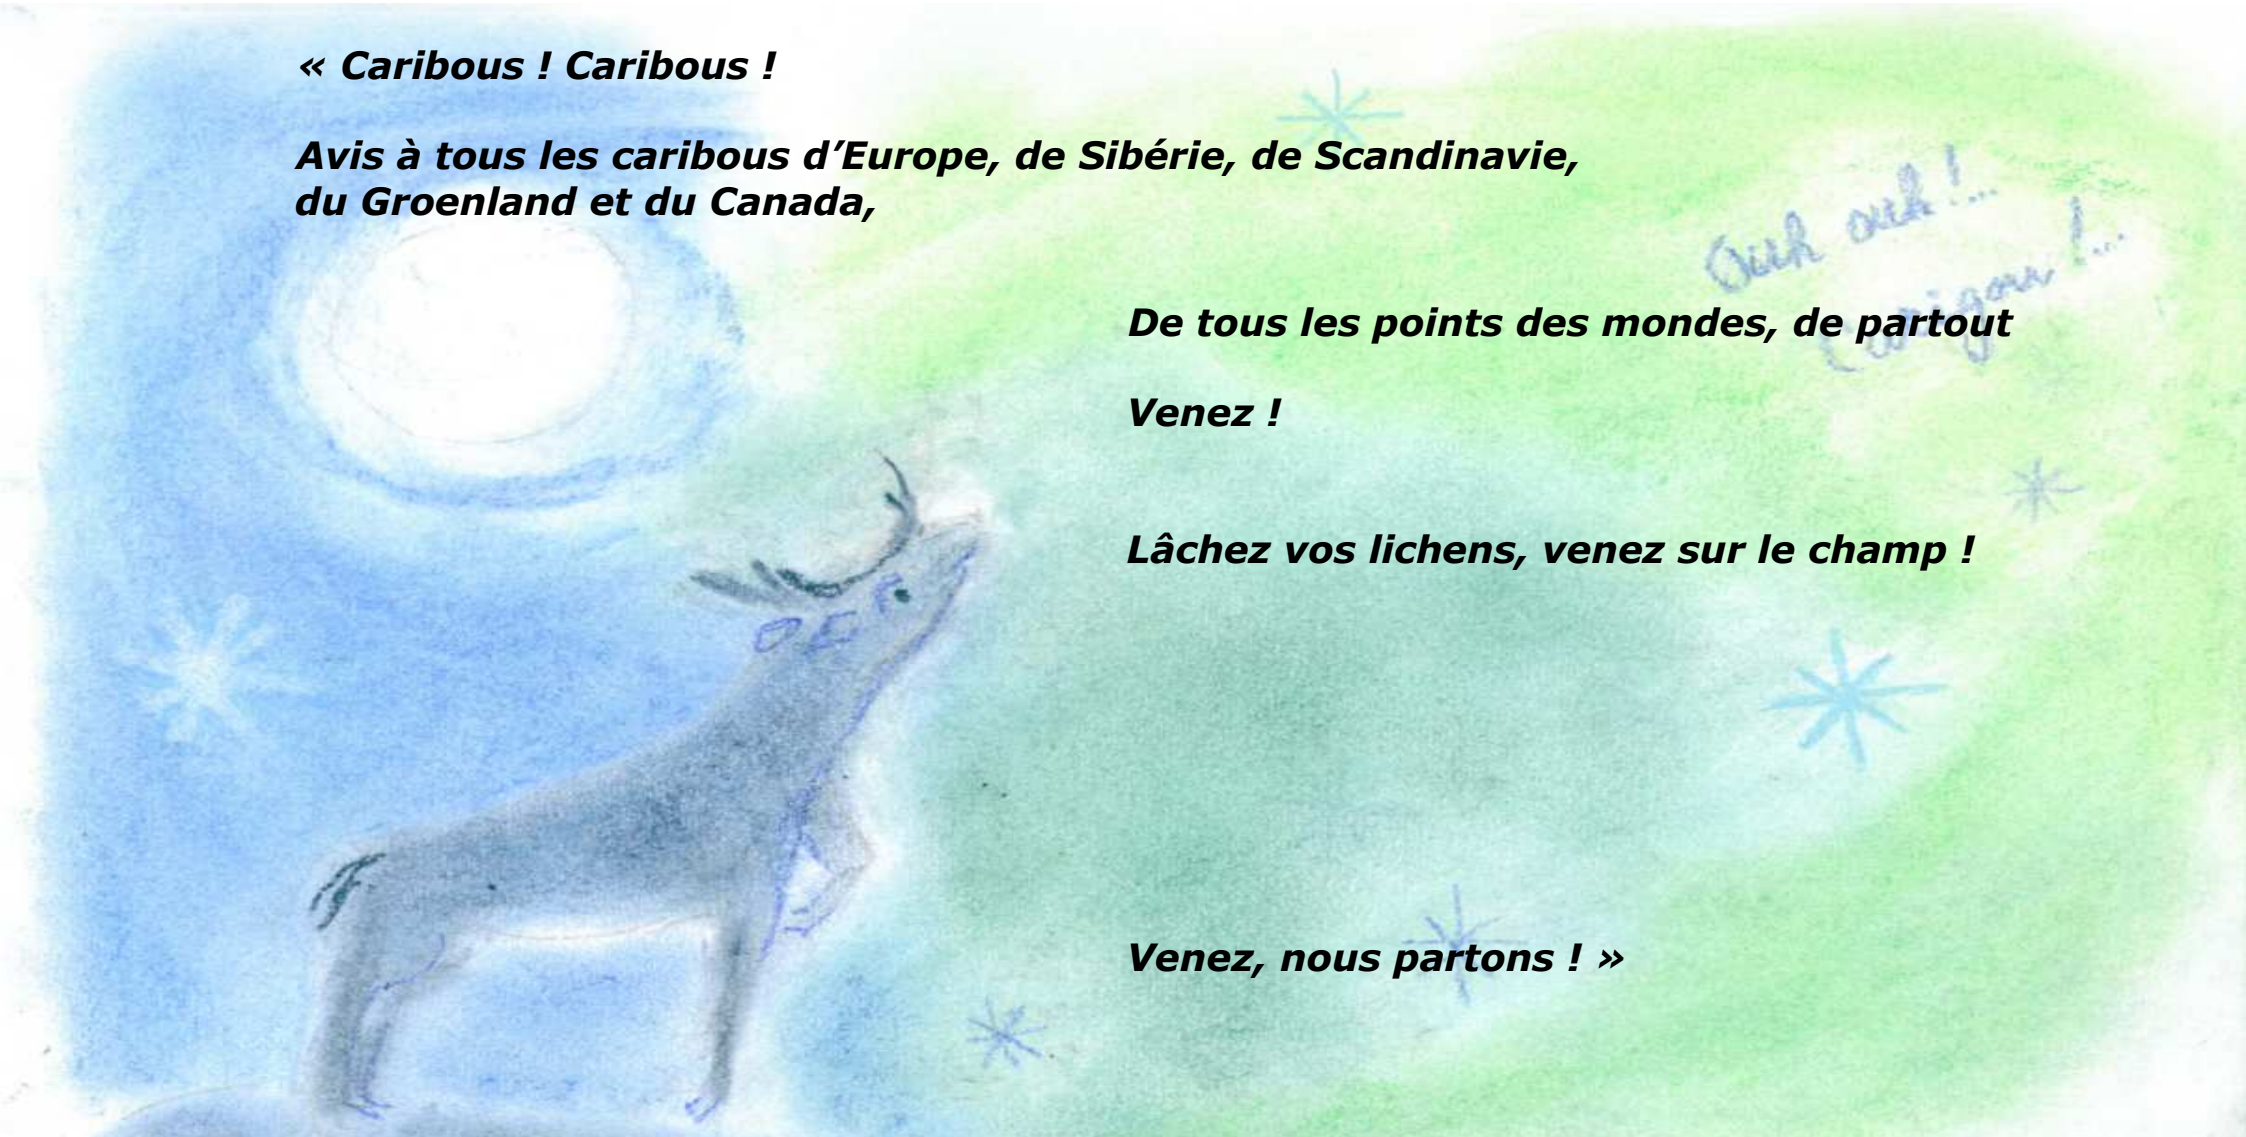 « Caribous ! Caribous !
Avis à tous les caribous d’Europe, de Sibérie, de Scandinavie,
du Groenland et du Canada,
Ouh ouh !...
!...
De tous les points des mondes, de partout
Venez !
Lâchez vos lichens, venez sur le champ !
Venez, nous partons ! »